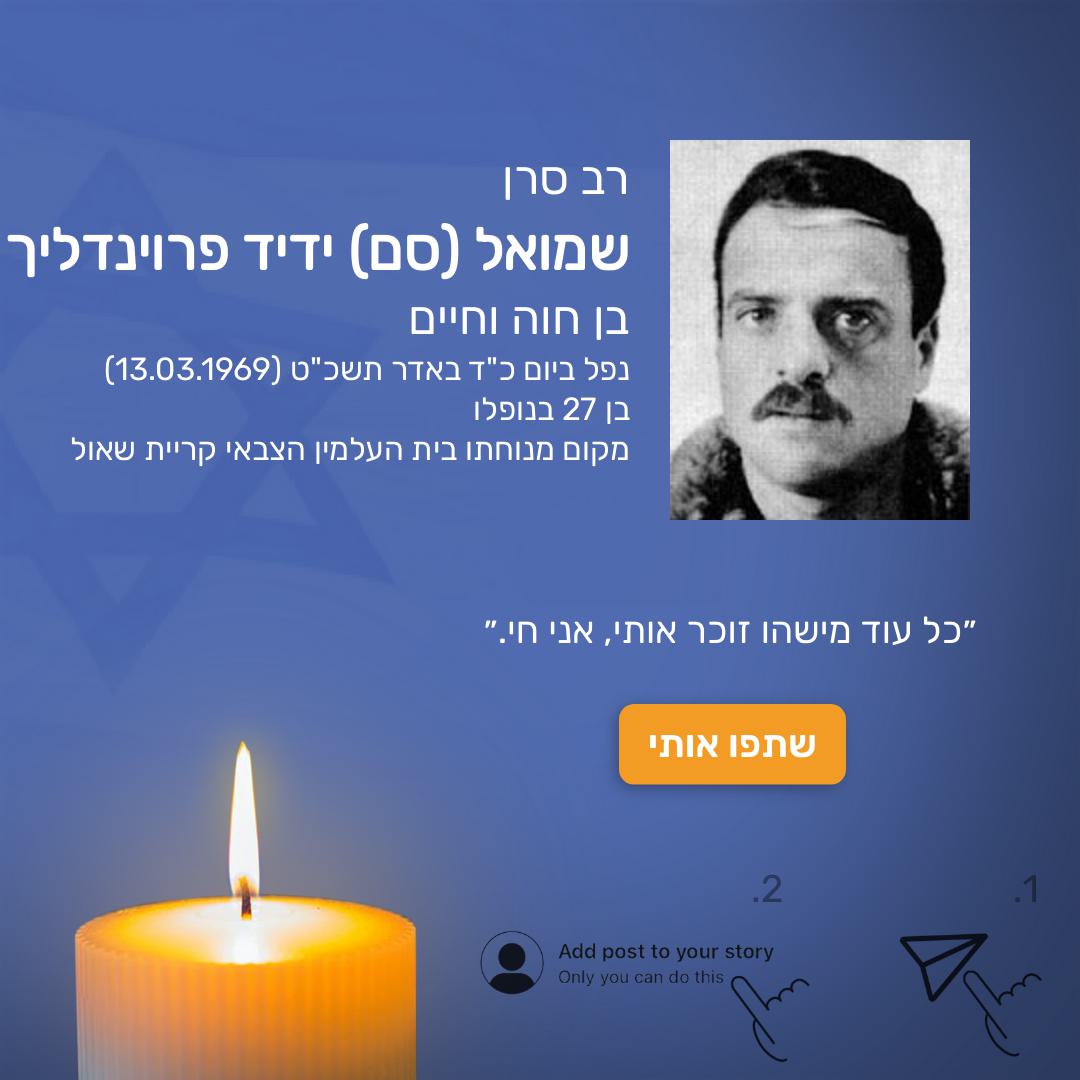 רב סרן
שמואל (סם) ידיד פרוינדליך
בן חוה וחיים
נפל ביום כ"ד באדר תשכ"ט (13.03.1969)
בן 27 בנופלו
מקום מנוחתו בית העלמין הצבאי קריית שאול
״כל עוד מישהו זוכר אותי, אני חי.״
שתפו אותי
.1
.2
Add post to your story
Only you can do this